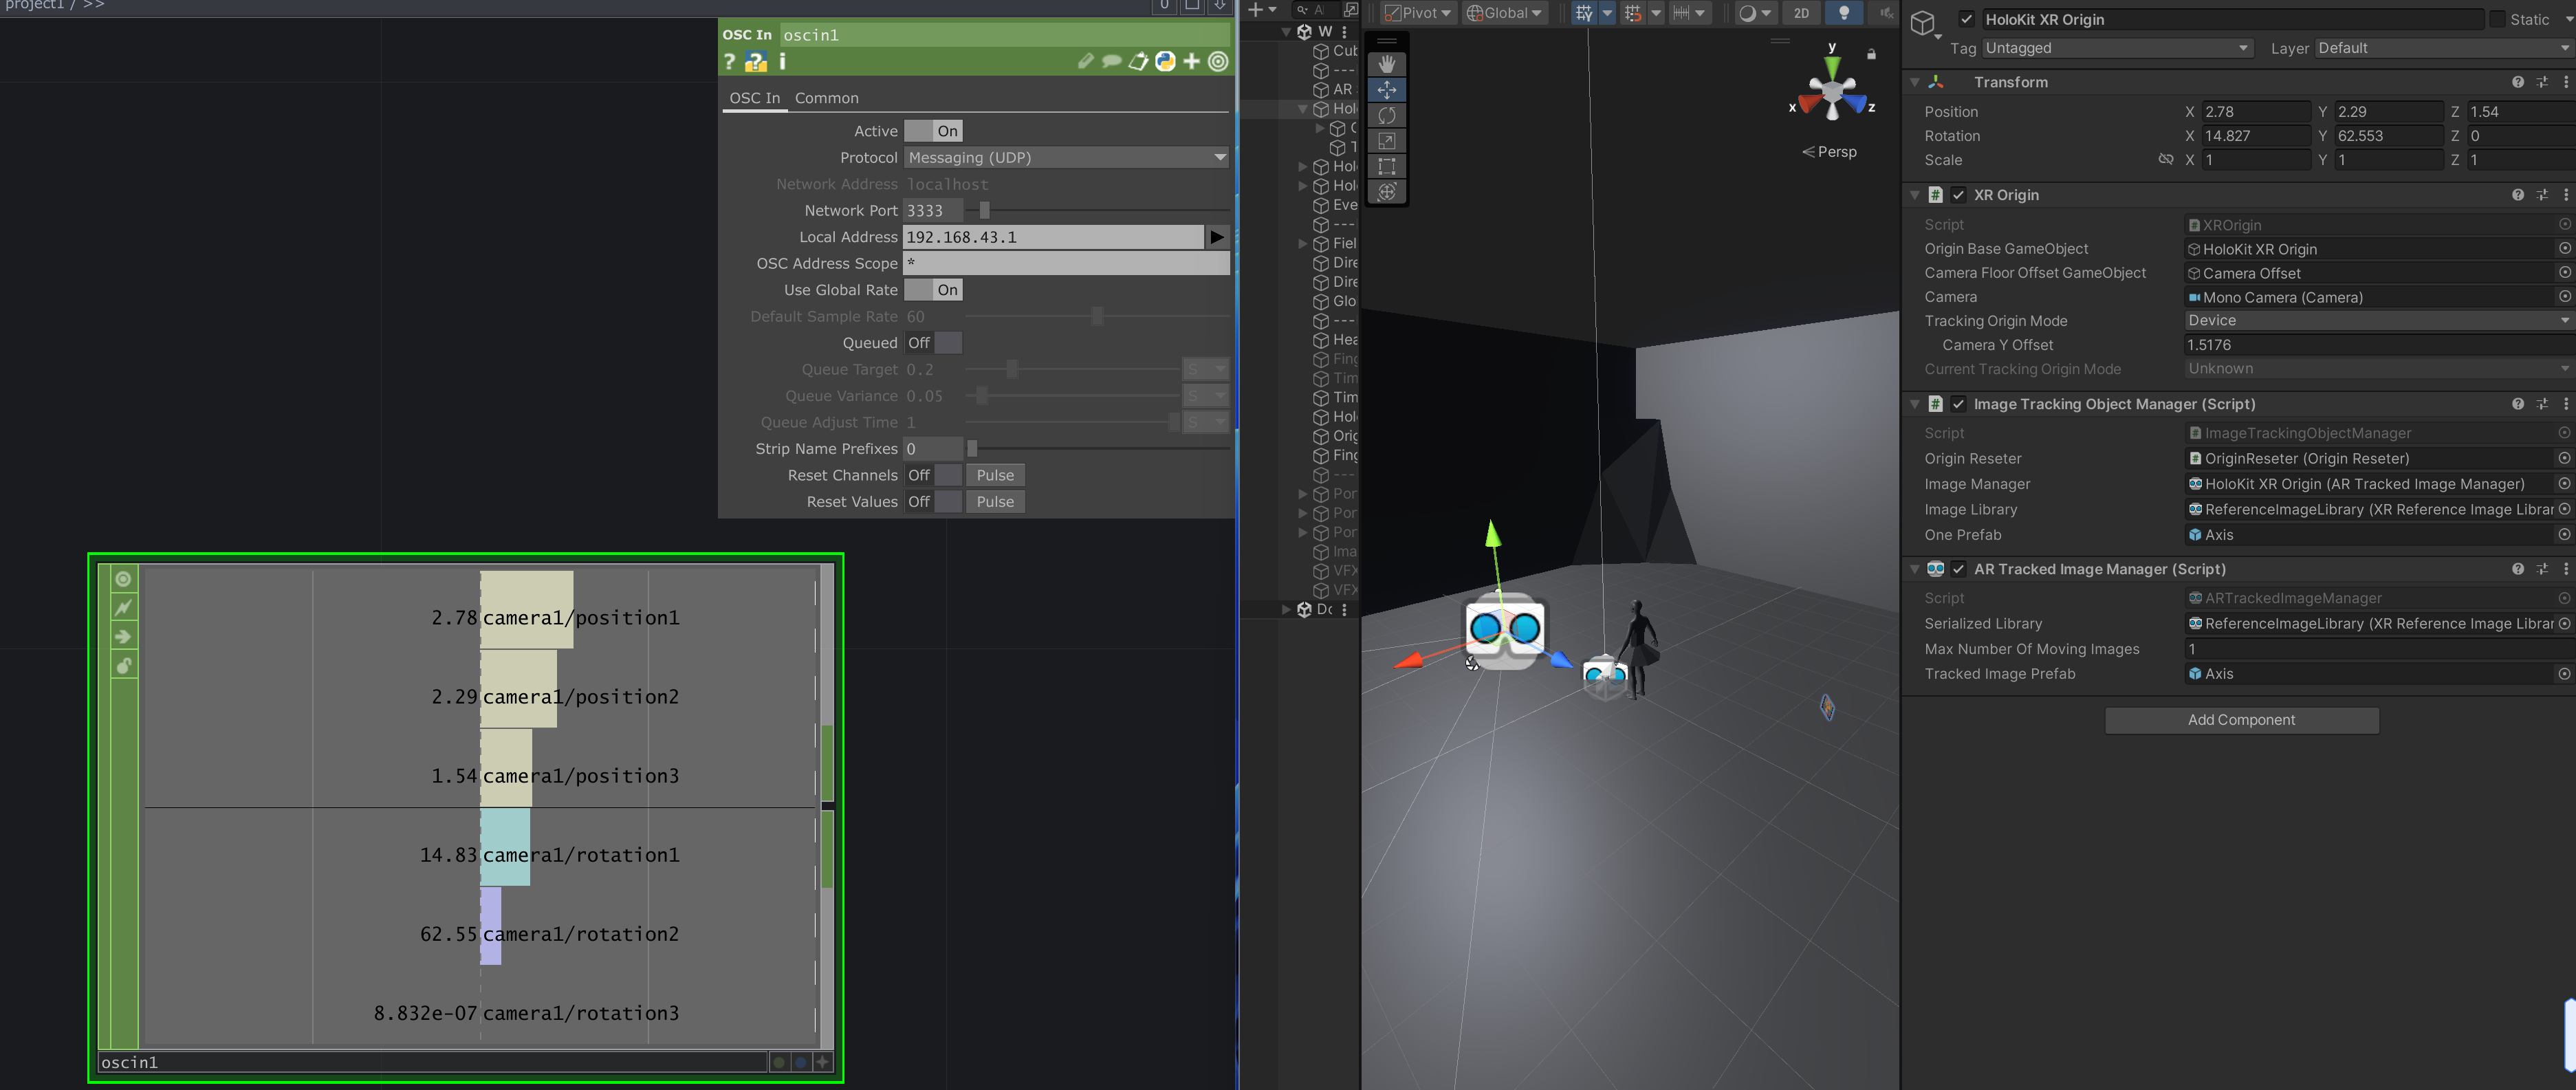 project1 / >>
OSC In oscin1
OSC In Common
Active On
Protocol Messaging (UDP)
Network Address localhost
Network Port 3333
Local Address 192.168.43.1
OSC Address Scope *
Use Global Rate On
Default Sample Rate 60
Queued Off
Queue Target 0.2 S
Queue Variance 0.05 S
Queue Adjust Time 1 S
Strip Name Prefixes 0
Reset Channels Off Pulse
Reset Values Off Pulse
2.78 camera1/position1
2.29 camera1/position2
1.54 camera1/position3
14.83 camera1/rotation1
62.55 camera1/rotation2
8.832e-07 camera1/rotation3
oscin1
W
Cub
----
AR
Hol
Hol
Hol
Eve
----
Fiel
Dire
Dire
Glo
----
Hea
Fing
Tim
Tim
Hol
Orig
Fing
----
Por
Por
Por
Ima
VFX
VFX
Pivot Global 2D
y
x z
Persp
HoloKit XR Origin Static
Tag Untagged Layer Default
Transform
Position X 2.78 Y 2.29 Z 1.54
Rotation X 14.827 Y 62.553 Z 0
Scale X 1 Y 1 Z 1
XR Origin
Script XROrigin
Origin Base GameObject HoloKit XR Origin
Camera Floor Offset GameObject Camera Offset
Camera Mono Camera (Camera)
Tracking Origin Mode Device
Camera Y Offset 1.5176
Current Tracking Origin Mode Unknown
Image Tracking Object Manager (Script)
Script ImageTrackingObjectManager
Origin Reseter OriginReseter (Origin Reseter)
Image Manager HoloKit XR Origin (AR Tracked Image Manager)
Image Library ReferenceImageLibrary (XR Reference Image Librar
One Prefab Axis
AR Tracked Image Manager (Script)
Script ARTrackedImageManager
Serialized Library ReferenceImageLibrary (XR Reference Image Librar
Max Number Of Moving Images 1
Tracked Image Prefab Axis
Add Component